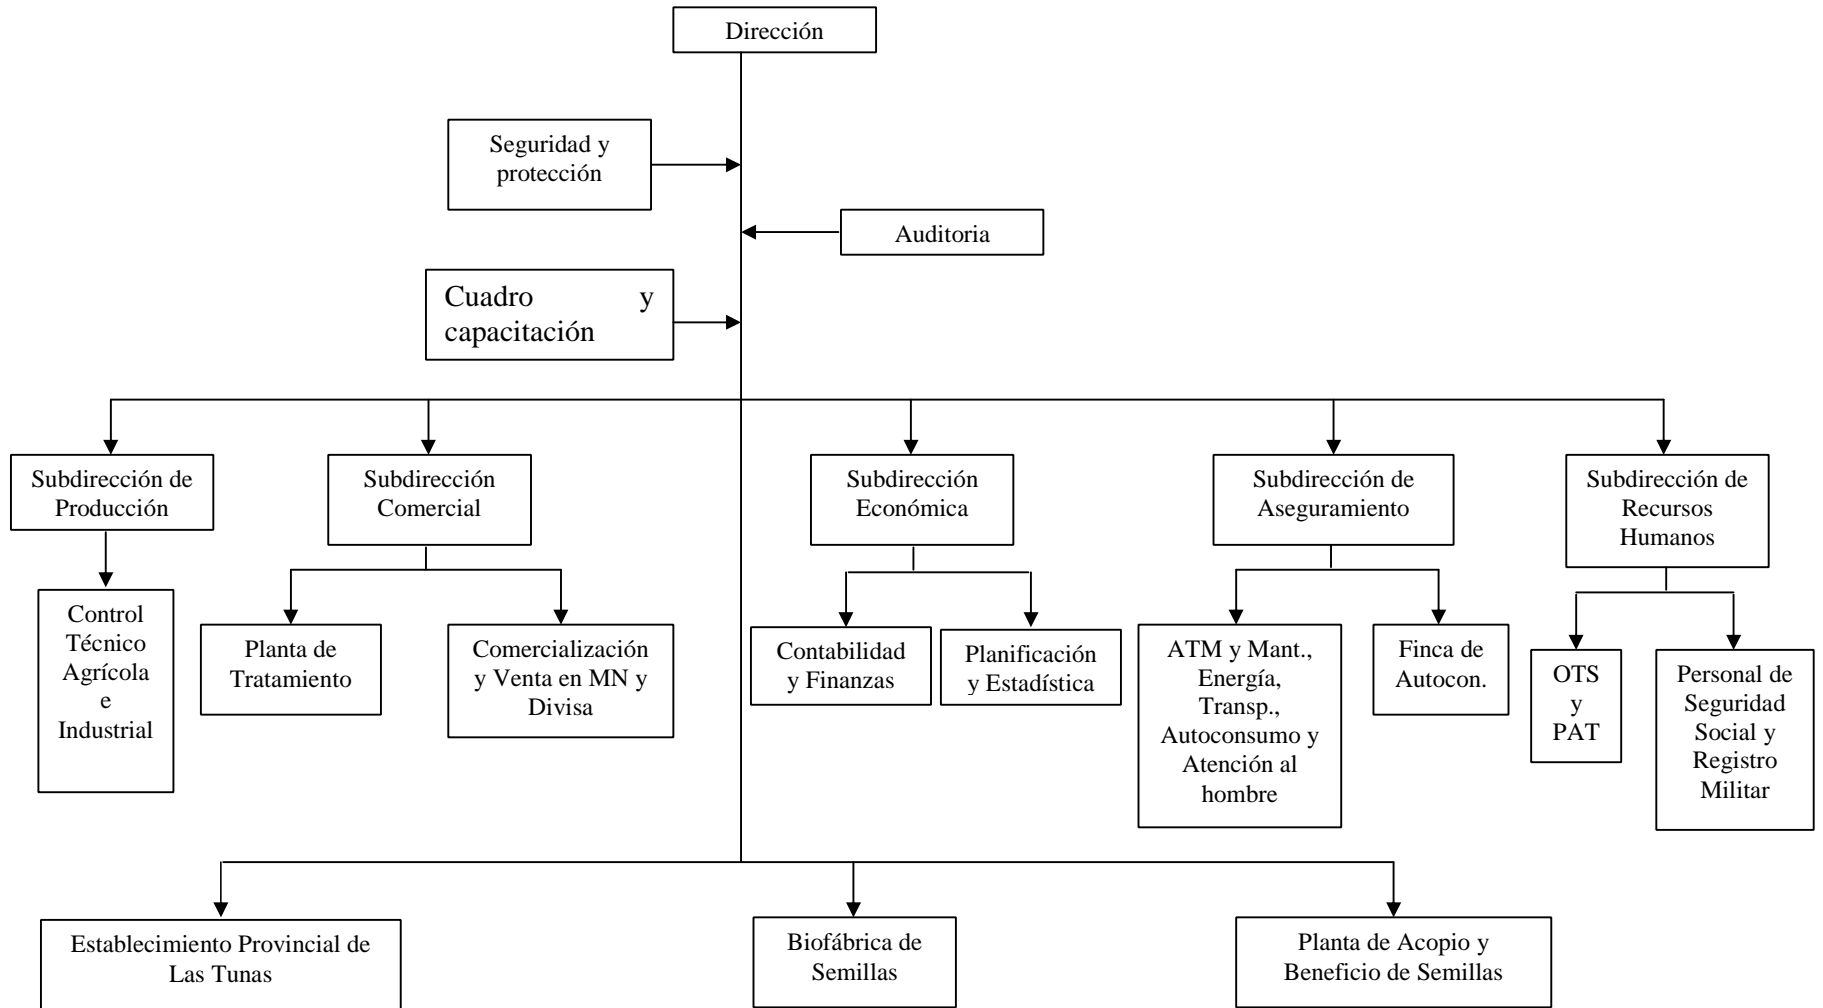 Dirección
Seguridad y
protección
Auditoria
Cuadro y
capacitación
Subdirección de
Producción
Subdirección
Comercial
Subdirección
Económica
Subdirección de
Aseguramiento
Subdirección de
Recursos
Humanos
Control
Técnico
Agrícola
e
Industrial
Planta de
Tratamiento
Comercialización
y Venta en MN y
Divisa
Contabilidad
y Finanzas
Planificación
y Estadística
ATM y Mant.,
Energía,
Transp.,
Autoconsumo y
Atención al
hombre
Finca de
Autocon.
OTS
y
PAT
Personal de
Seguridad
Social y
Registro
Militar
Establecimiento Provincial de
Las Tunas
Biofábrica de
Semillas
Planta de Acopio y
Beneficio de Semillas